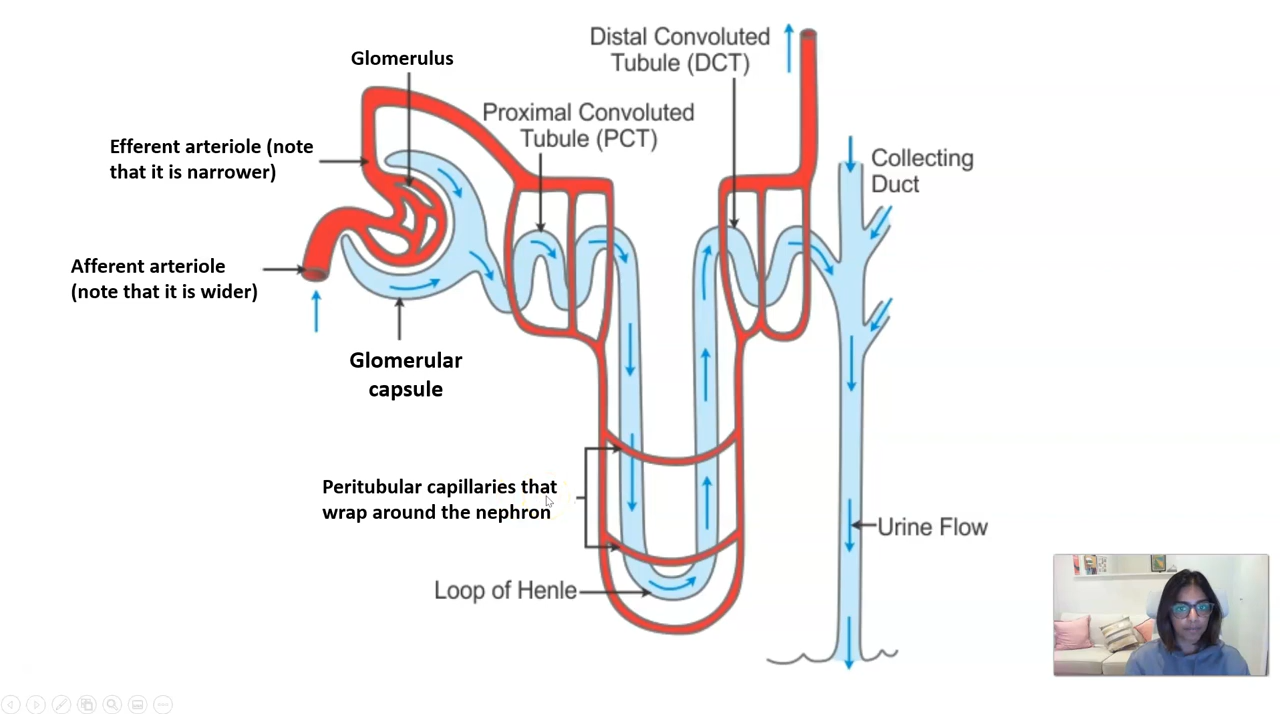 Glomerulus
Distal Convoluted
Tubule (DCT)
Proximal Convoluted
Tubule (PCT)
Efferent arteriole (note
that it is narrower)
Collecting
Duct
Afferent arteriole
(note that it is wider)
Glomerular
capsule
Peritubular capillaries that
wrap around the nephron
Urine Flow
Loop of Henle